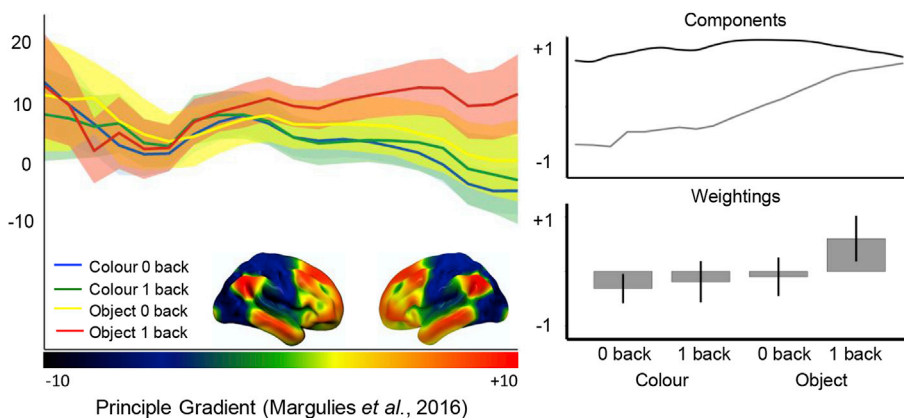 20
10
0
-10
Colour 0 back
Colour 1 back
Object 0 back
Object 1 back
-10
+10
Principle Gradient (Margulies et al., 2016)
Components
+1
-1
Weightings
+1
-1
0 back 1 back 0 back 1 back
Colour Object